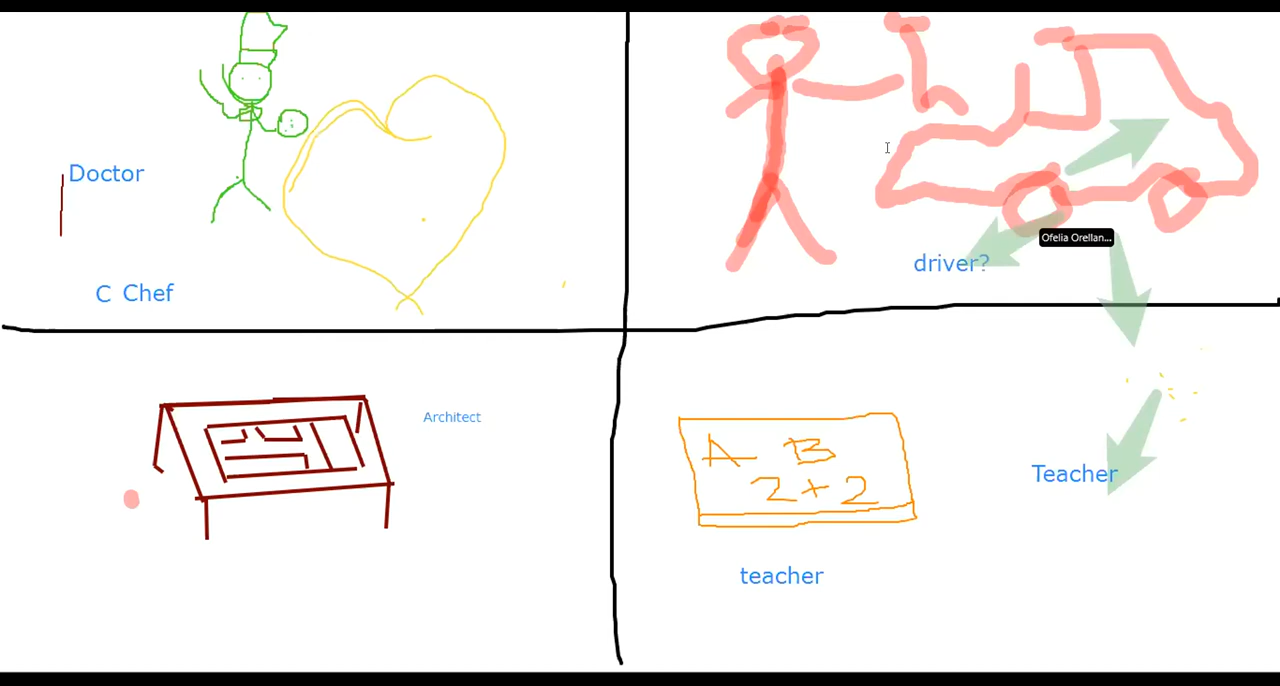 Doctor
C Chef
Ofelia Orellan...
driver?
Architect
A B
2+2
Teacher
teacher